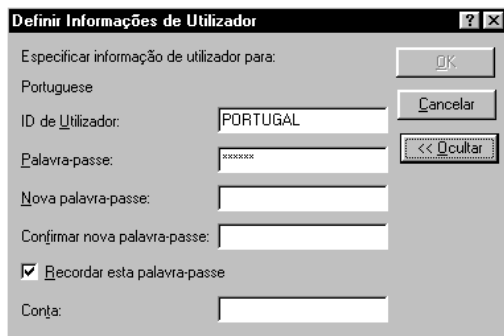 Definir Informações de Utilizador
Especificar informação de utilizador para:
OK
Portuguese
Cancelar
ID de Utilizador: PORTUGAL
<< Ocultar
Palavra-passe: ******
Nova palavra-passe:
Confirmar nova palavra-passe:
Recordar esta palavra-passe
Conta: